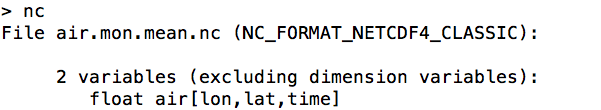 > nc
File air.mon.mean.nc (NC_FORMAT_NETCDF4_CLASSIC):
2 variables (excluding dimension variables):
float air[lon,lat,time]